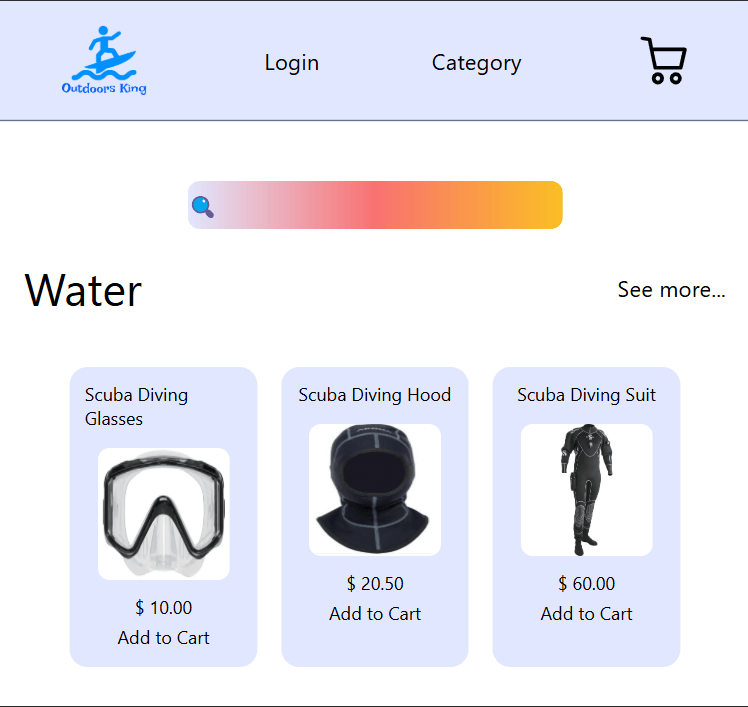 Outdoors King
Login
Category
Water
See more...
Scuba Diving
Glasses
$ 10.00
Add to Cart
Scuba Diving Hood
$ 20.50
Add to Cart
Scuba Diving Suit
$ 60.00
Add to Cart